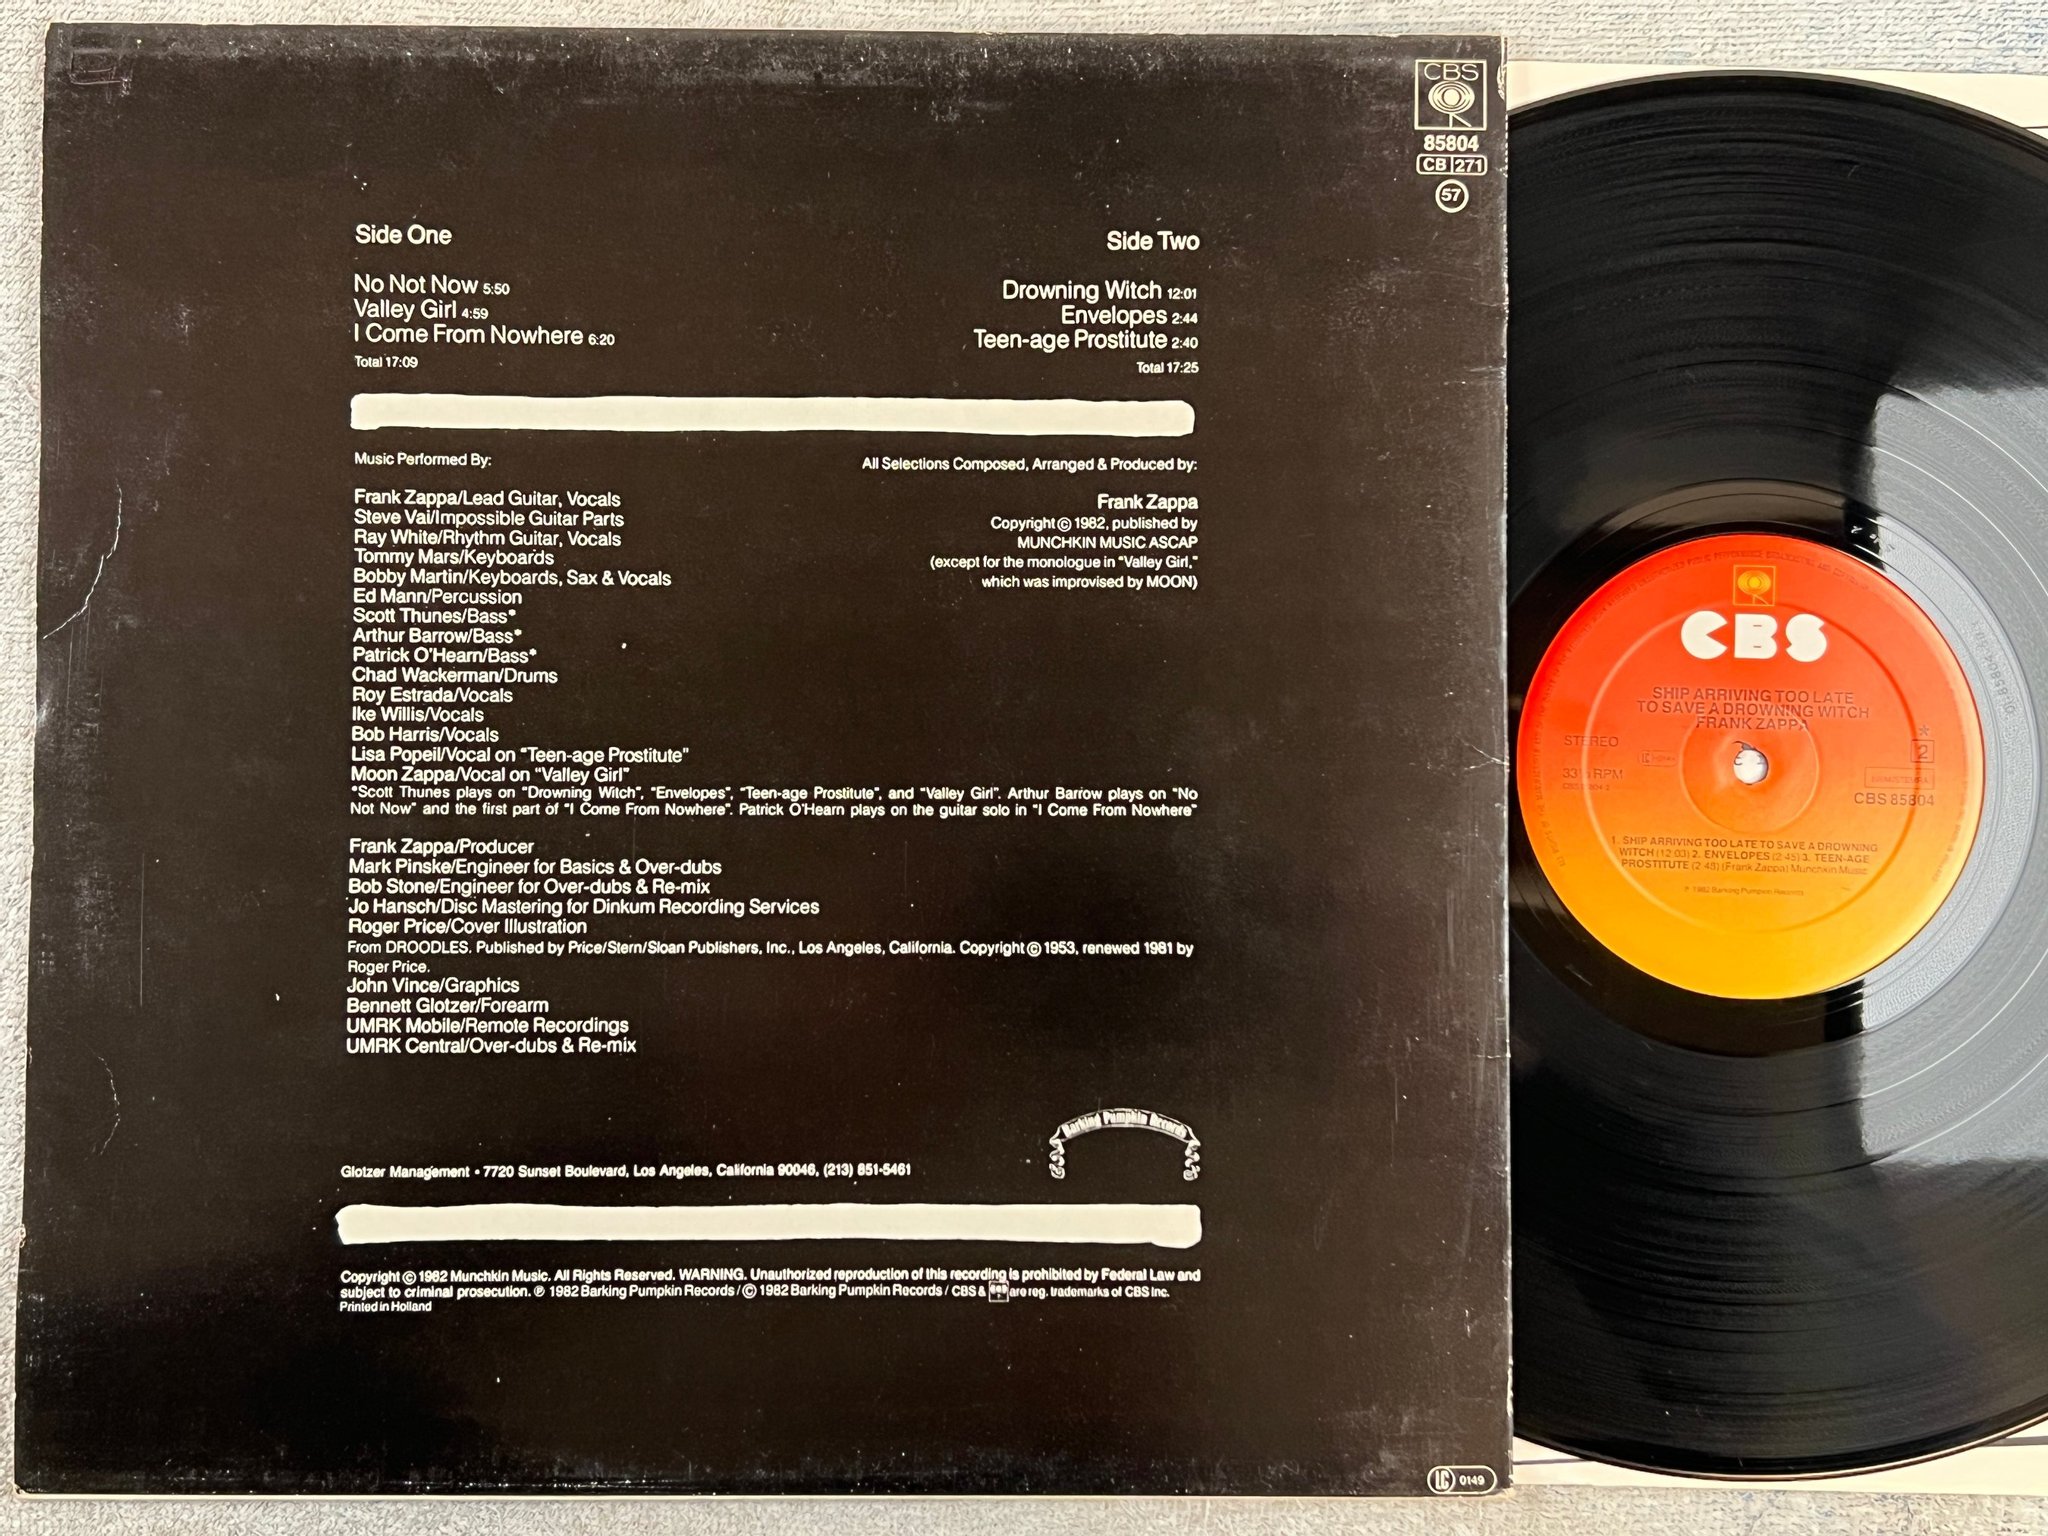 CBS
85804
CB 271
57
Side One
No Not Now 5:50
Valley Girl 4:59
I Come From Nowhere 6:20
Total 17:09
Side Two
Drowning Witch 12:01
Envelopes 2:44
Teen-age Prostitute 2:40
Total 17:25
Music Performed By:
Frank Zappa/Lead Guitar, Vocals
Steve Vai/Impossible Guitar Parts
Ray White/Rhythm Guitar, Vocals
Tommy Mars/Keyboards
Bobby Martin/Keyboards, Sax & Vocals
Ed Mann/Percussion
Scott Thunes/Bass*
Arthur Barrow/Bass*
Patrick O'Hearn/Bass*
Chad Wackerman/Drums
Roy Estrada/Vocals
Ike Willis/Vocals
Bob Harris/Vocals
Lisa Popeil/Vocal on "Teen-age Prostitute"
Moon Zappa/Vocal on "Valley Girl"
*Scott Thunes plays on "Drowning Witch", "Envelopes", "Teen-age Prostitute", and "Valley Girl". Arthur Barrow plays on "No
Not Now" and the first part of "I Come From Nowhere". Patrick O'Hearn plays on the guitar solo in "I Come From Nowhere"
All Selections Composed, Arranged & Produced by:
Frank Zappa
Copyright © 1982, published by
MUNCHKIN MUSIC ASCAP
(except for the monologue in "Valley Girl,"
which was improvised by MOON)
Frank Zappa/Producer
Mark Pinske/Engineer for Basics & Over-dubs
Bob Stone/Engineer for Over-dubs & Re-mix
Jo Hansch/Disc Mastering for Dinkum Recording Services
Roger Price/Cover Illustration
From DROODLES. Published by Price/Stern/Sloan Publishers, Inc., Los Angeles, California. Copyright © 1953, renewed 1981 by
Roger Price.
John Vince/Graphics
Bennett Glotzer/Forearm
UMRK Mobile/Remote Recordings
UMRK Central/Over-dubs & Re-mix
Barking Pumpkin Records
Glotzer Management • 7720 Sunset Boulevard, Los Angeles, California 90046, (213) 851-5461
Copyright © 1982 Munchkin Music. All Rights Reserved. WARNING. Unauthorized reproduction of this recording is prohibited by Federal Law and
subject to criminal prosecution. ℗ 1982 Barking Pumpkin Records / © 1982 Barking Pumpkin Records / CBS & are reg. trademarks of CBS Inc.
Printed in Holland
LC 0149
CBS
SHIP ARRIVING TOO LATE
TO SAVE A DROWNING WITCH
FRANK ZAPPA
STEREO
*
2
33⅓ RPM
CBS 85804
1. SHIP ARRIVING TOO LATE TO SAVE A DROWNING
WITCH (12:03) 2. ENVELOPES (2:45) 3. TEEN-AGE
PROSTITUTE (2:48) (Frank Zappa) Munchkin Music
℗ 1982 Barking Pumpkin Records